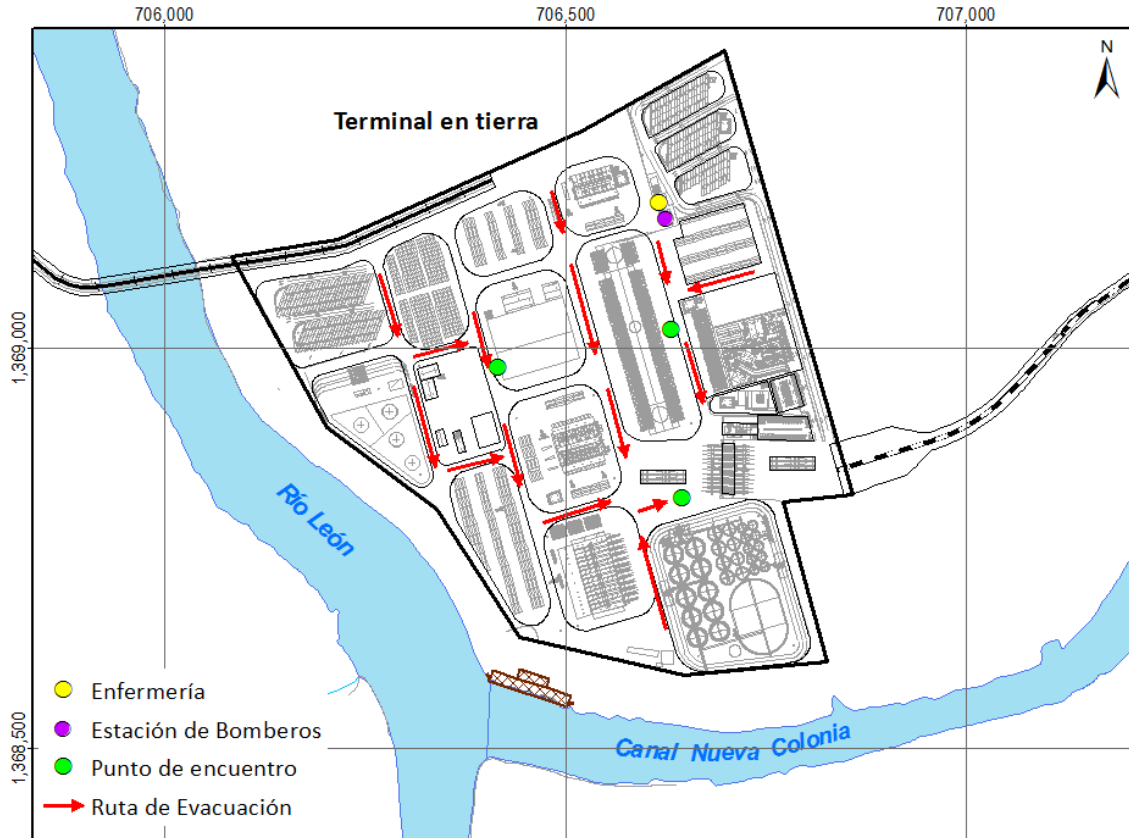 706,000
706,500
707,000
N
Terminal en tierra
1,369,000
Río León
1,368,500
Canal Nueva Colonia
Enfermería
Estación de Bomberos
Punto de encuentro
Ruta de Evacuación